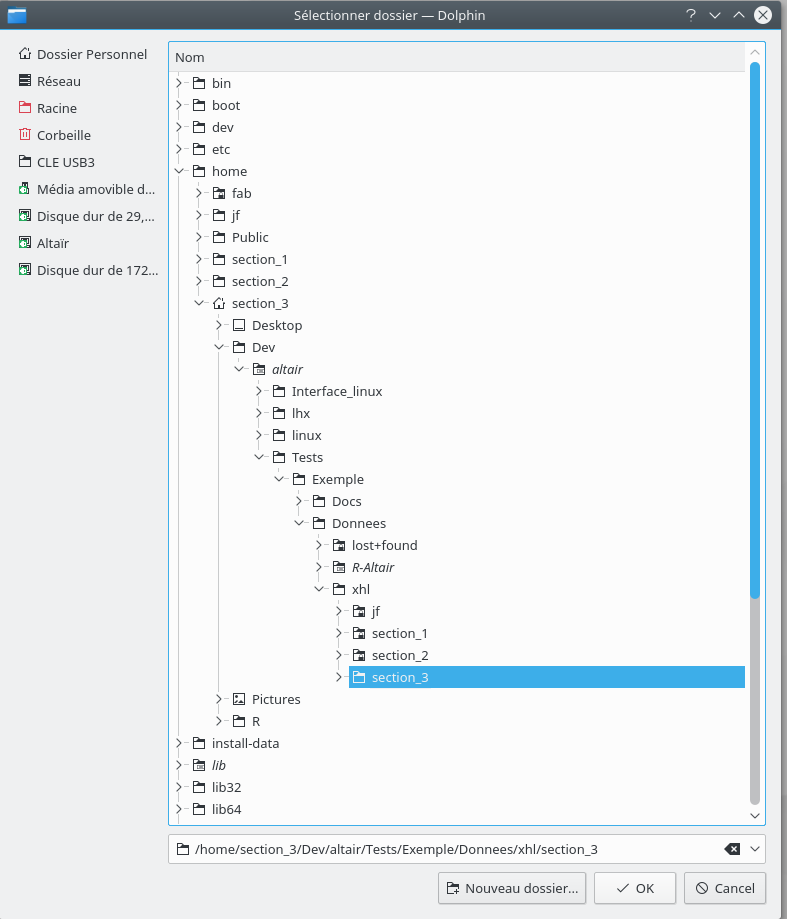 Sélectionner dossier — Dolphin
Dossier Personnel
Réseau
Racine
Corbeille
CLE USB3
Média amovible d...
Disque dur de 29,...
Altaïr
Disque dur de 172...
Nom
bin
boot
dev
etc
home
fab
jf
Public
section_1
section_2
section_3
Desktop
Dev
altair
Interface_linux
lhx
linux
Tests
Exemple
Docs
Donnees
lost+found
R-Altair
xhl
jf
section_1
section_2
section_3
Pictures
R
install-data
lib
lib32
lib64
/home/section_3/Dev/altair/Tests/Exemple/Donnees/xhl/section_3
Nouveau dossier... OK Cancel